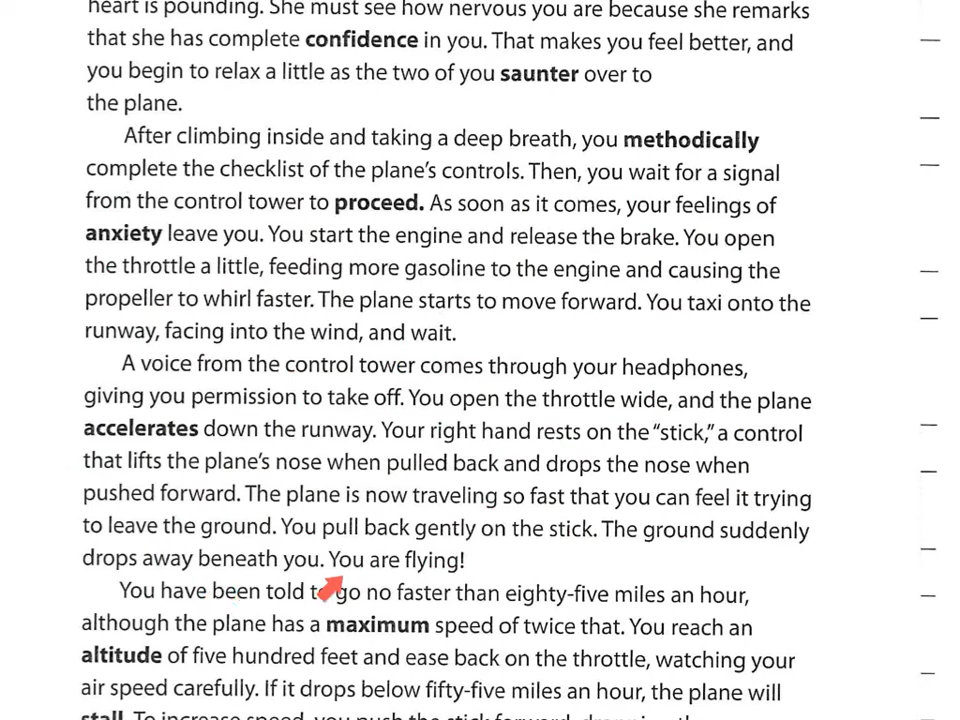 heart is pounding. She must see how nervous you are because she remarks
that she has complete confidence in you. That makes you feel better, and
you begin to relax a little as the two of you saunter over to
the plane.
After climbing inside and taking a deep breath, you methodically
complete the checklist of the plane's controls. Then, you wait for a signal
from the control tower to proceed. As soon as it comes, your feelings of
anxiety leave you. You start the engine and release the brake. You open
the throttle a little, feeding more gasoline to the engine and causing the
propeller to whirl faster. The plane starts to move forward. You taxi onto the
runway, facing into the wind, and wait.
A voice from the control tower comes through your headphones,
giving you permission to take off. You open the throttle wide, and the plane
accelerates down the runway. Your right hand rests on the “stick,” a control
that lifts the plane's nose when pulled back and drops the nose when
pushed forward. The plane is now traveling so fast that you can feel it trying
to leave the ground. You pull back gently on the stick. The ground suddenly
drops away beneath you. You are flying!
You have been told to go no faster than eighty-five miles an hour,
although the plane has a maximum speed of twice that. You reach an
altitude of five hundred feet and ease back on the throttle, watching your
air speed carefully. If it drops below fifty-five miles an hour, the plane will
stall. To increase speed, you push the stick forward, dropping the